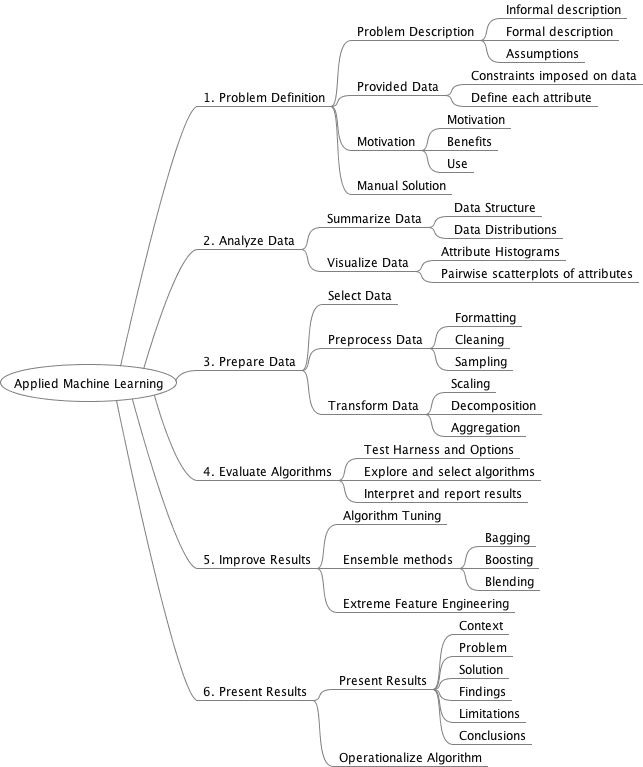 Applied Machine Learning
1. Problem Definition
Problem Description
Informal description
Formal description
Assumptions
Provided Data
Constraints imposed on data
Define each attribute
Motivation
Motivation
Benefits
Use
Manual Solution
2. Analyze Data
Summarize Data
Data Structure
Data Distributions
Visualize Data
Attribute Histograms
Pairwise scatterplots of attributes
3. Prepare Data
Select Data
Preprocess Data
Formatting
Cleaning
Sampling
Transform Data
Scaling
Decomposition
Aggregation
4. Evaluate Algorithms
Test Harness and Options
Explore and select algorithms
Interpret and report results
5. Improve Results
Algorithm Tuning
Ensemble methods
Bagging
Boosting
Blending
Extreme Feature Engineering
6. Present Results
Present Results
Context
Problem
Solution
Findings
Limitations
Conclusions
Operationalize Algorithm